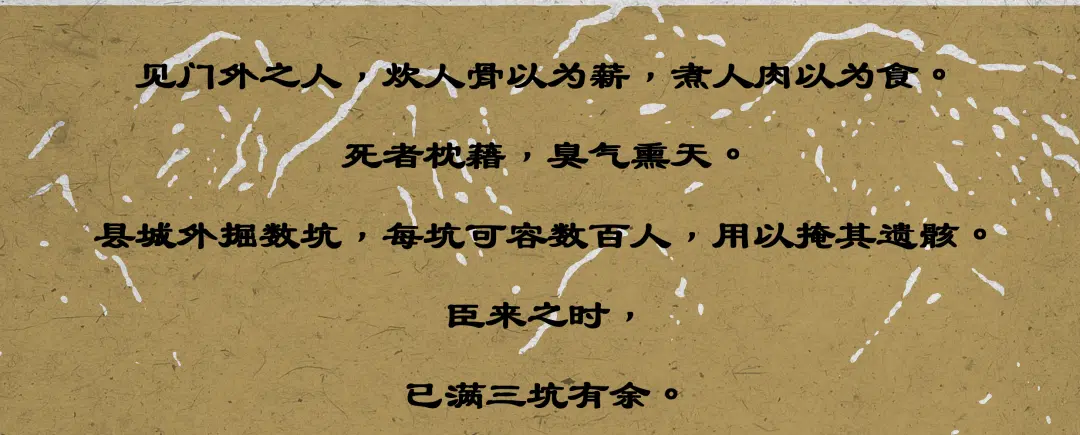 见门外之人，炊人骨以为薪，煮人肉以为食。
死者枕藉，臭气熏天。
县城外掘数坑，每坑可容数百人，用以掩其遗骸。
臣来之时，
已满三坑有余。